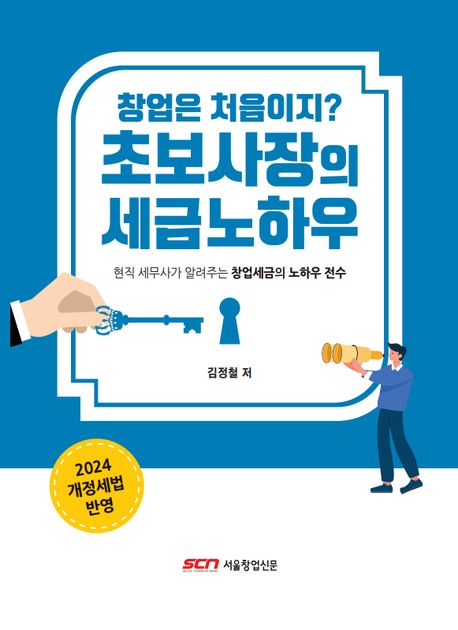 창업은 처음이지?
초보사장의
세금노하우
현직 세무사가 알려주는 창업세금의 노하우 전수
김정철 저
2024
개정세법
반영
scn 서울창업신문